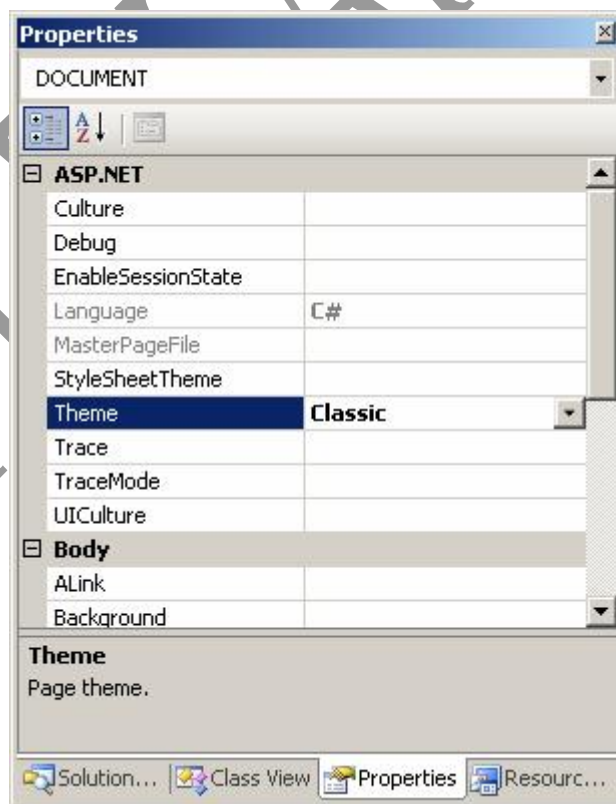 Properties
DOCUMENT
A
Z
ASP.NET
Culture
Debug
EnableSessionState
Language C#
MasterPageFile
StyleSheetTheme
Theme Classic
Trace
TraceMode
UICulture
Body
ALink
Background
Theme
Page theme.
Solution... Class View Properties Resourc...